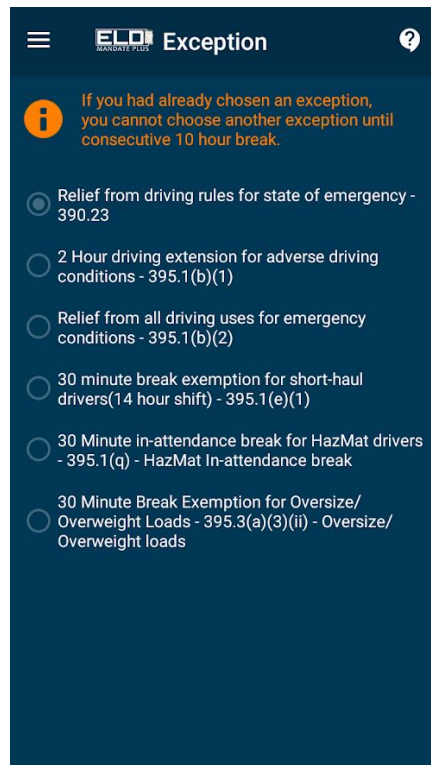 ELD
MANDATE PLUS
Exception
?
If you had already chosen an exception,
you cannot choose another exception until
consecutive 10 hour break.
Relief from driving rules for state of emergency -
390.23
2 Hour driving extension for adverse driving
conditions - 395.1(b)(1)
Relief from all driving uses for emergency
conditions - 395.1(b)(2)
30 minute break exemption for short-haul
drivers(14 hour shift) - 395.1(e)(1)
30 Minute in-attendance break for HazMat drivers
- 395.1(q) - HazMat In-attendance break
30 Minute Break Exemption for Oversize/
Overweight Loads - 395.3(a)(3)(ii) - Oversize/
Overweight loads